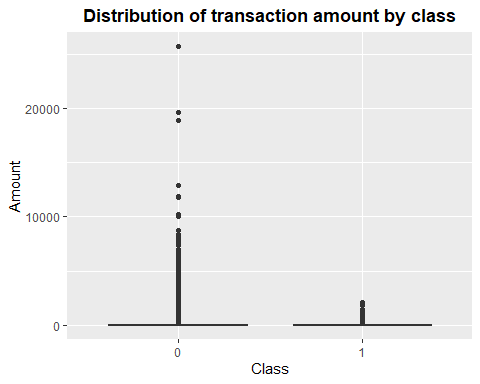 Distribution of transaction amount by class
Amount
20000
10000
0
0
1
Class